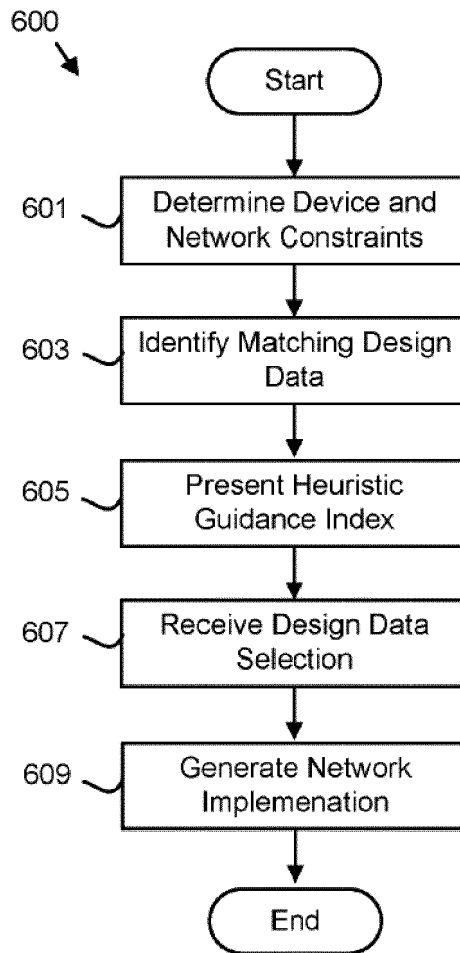 600
Start
601
Determine Device and
Network Constraints
603
Identify Matching Design
Data
605
Present Heuristic
Guidance Index
607
Receive Design Data
Selection
609
Generate Network
Implemenation
End